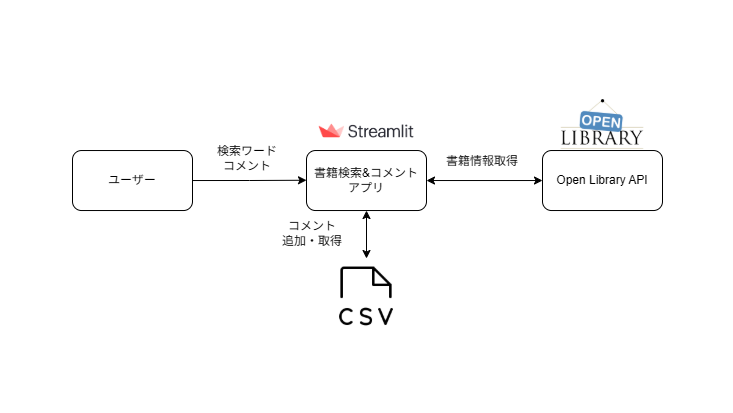 Streamlit
OPEN
LIBRARY
検索ワード
コメント
書籍情報取得
ユーザー
書籍検索&コメント
アプリ
Open Library API
コメント
追加・取得
CSV